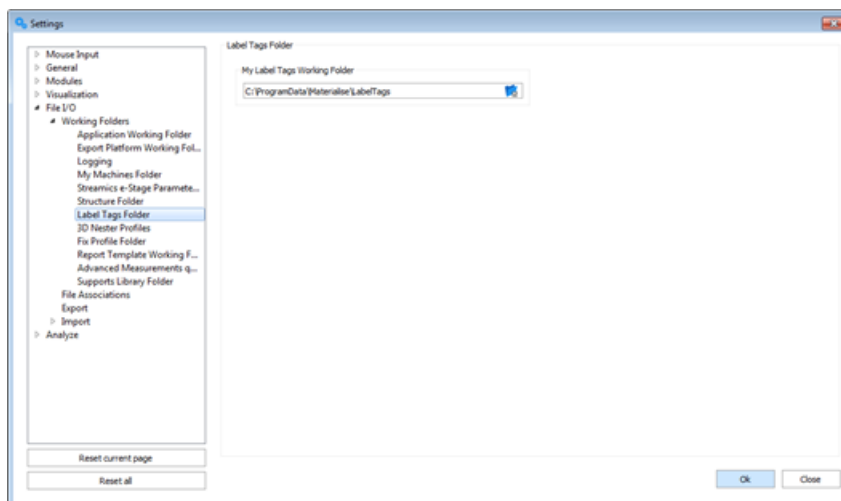 Settings
Mouse Input
General
Modules
Visualization
File I/O
Working Folders
Application Working Folder
Export Platform Working Fol...
Logging
My Machines Folder
Streamics e-Stage Paramete...
Structure Folder
Label Tags Folder
3D Nester Profiles
Fix Profile Folder
Report Template Working F...
Advanced Measurements q...
Supports Library Folder
File Associations
Export
Import
Analyze
Reset current page
Reset all
Label Tags Folder
My Label Tags Working Folder
C:\ProgramData\Materialise\LabelTags
Ok
Close